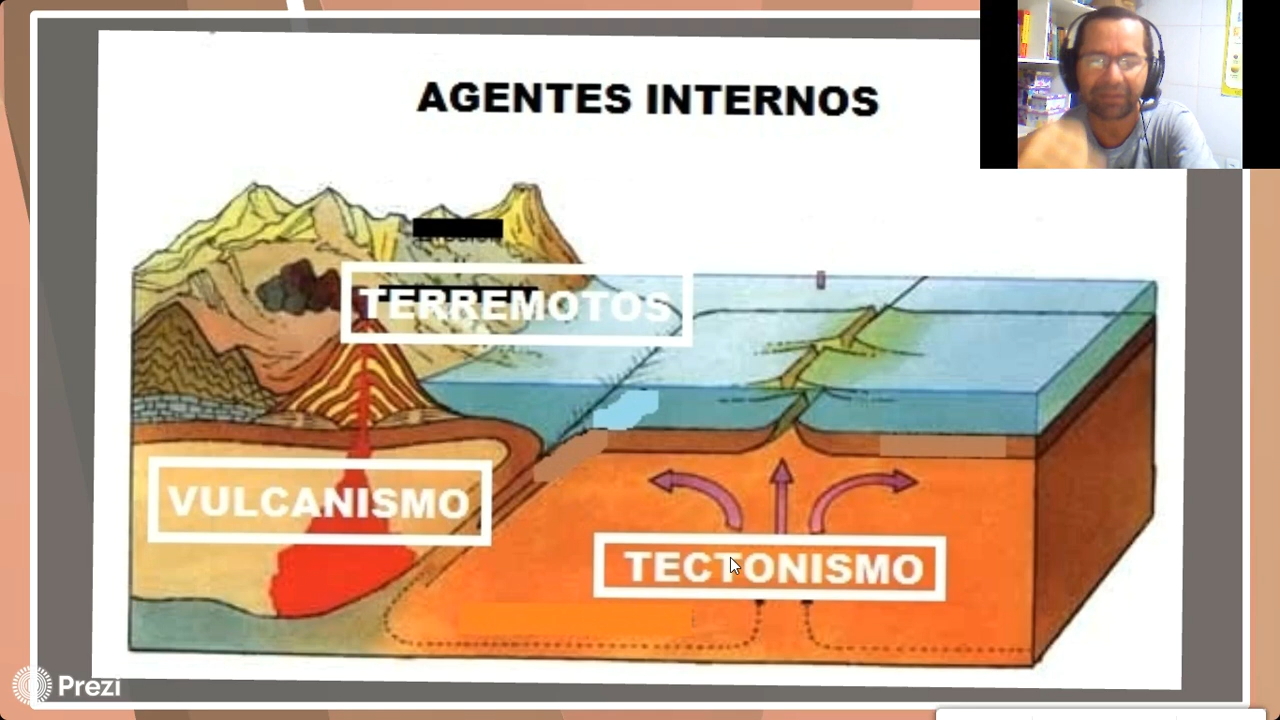 AGENTES INTERNOS
TERREMOTOS
VULCANISMO
TECTONISMO
Prezi